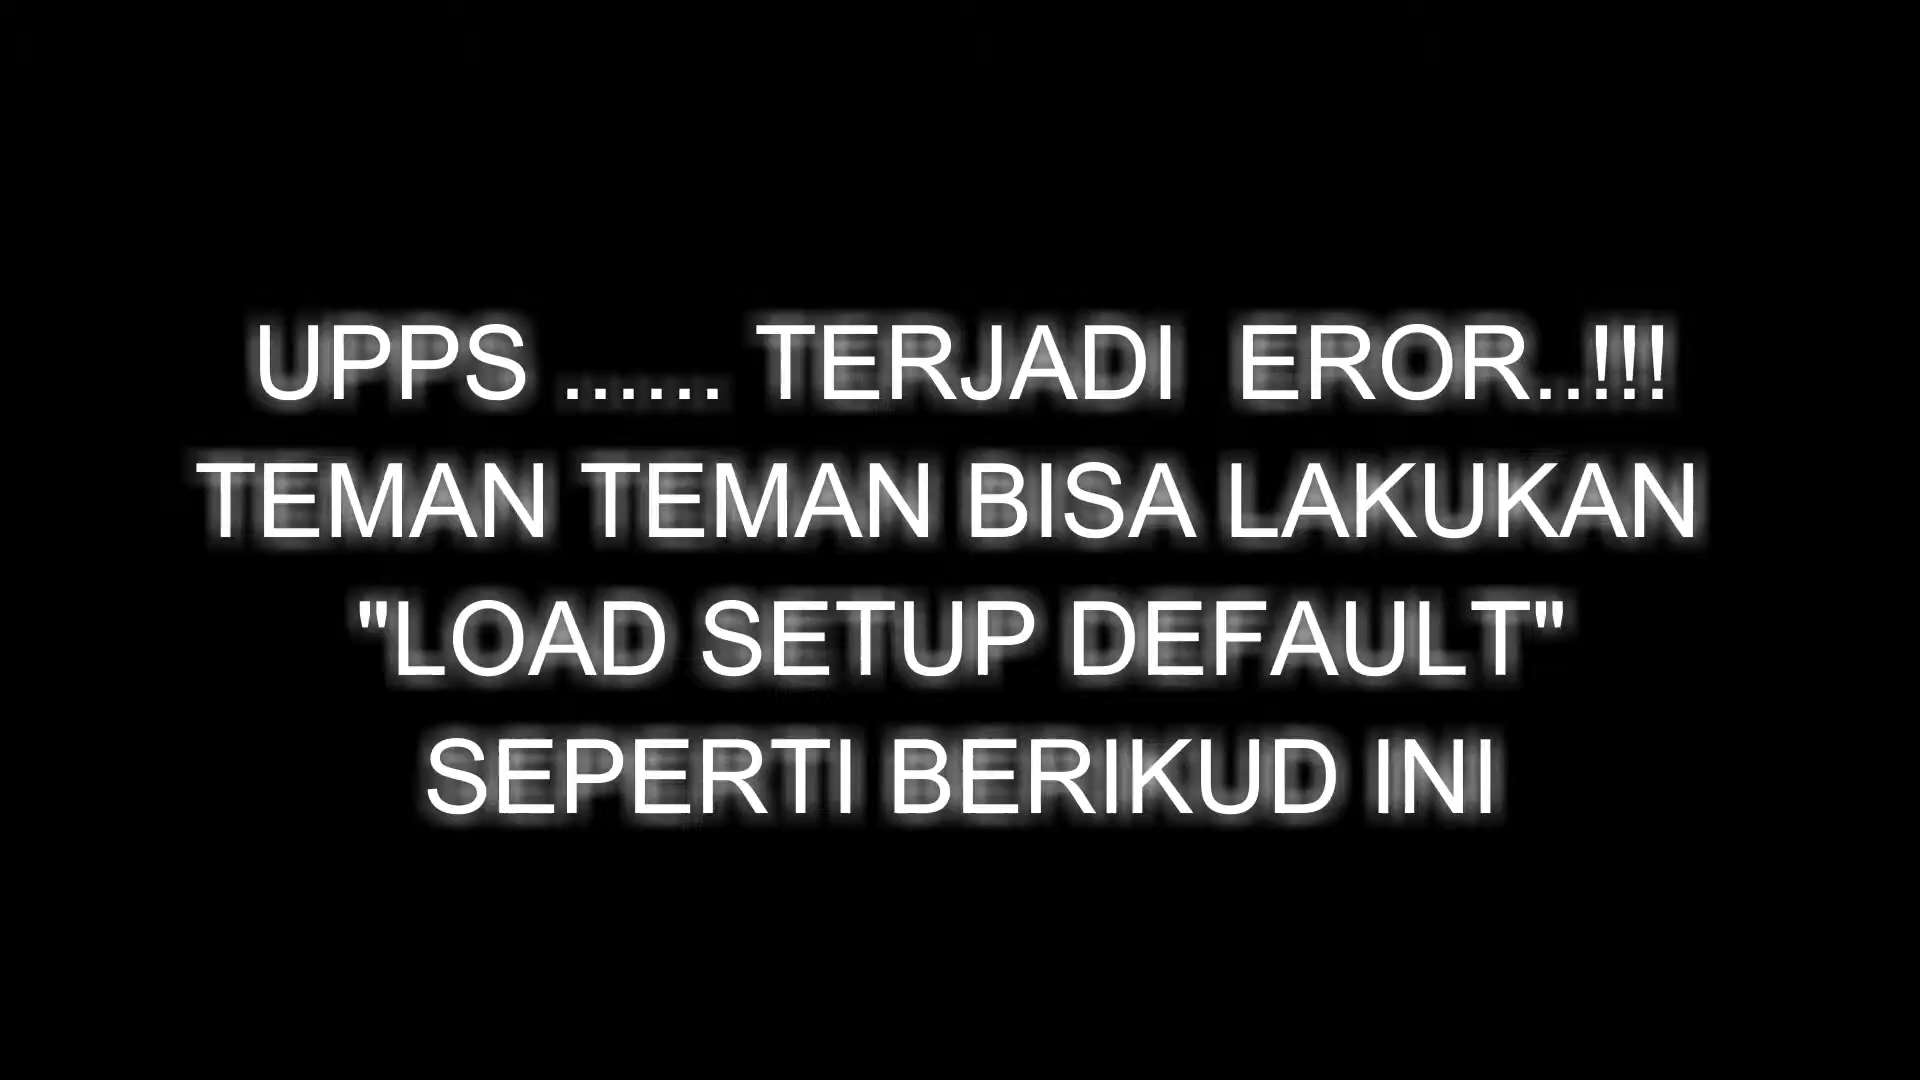 UPPS ...... TERJADI  EROR..!!!
TEMAN TEMAN BISA LAKUKAN
"LOAD SETUP DEFAULT"
SEPERTI BERIKUD INI